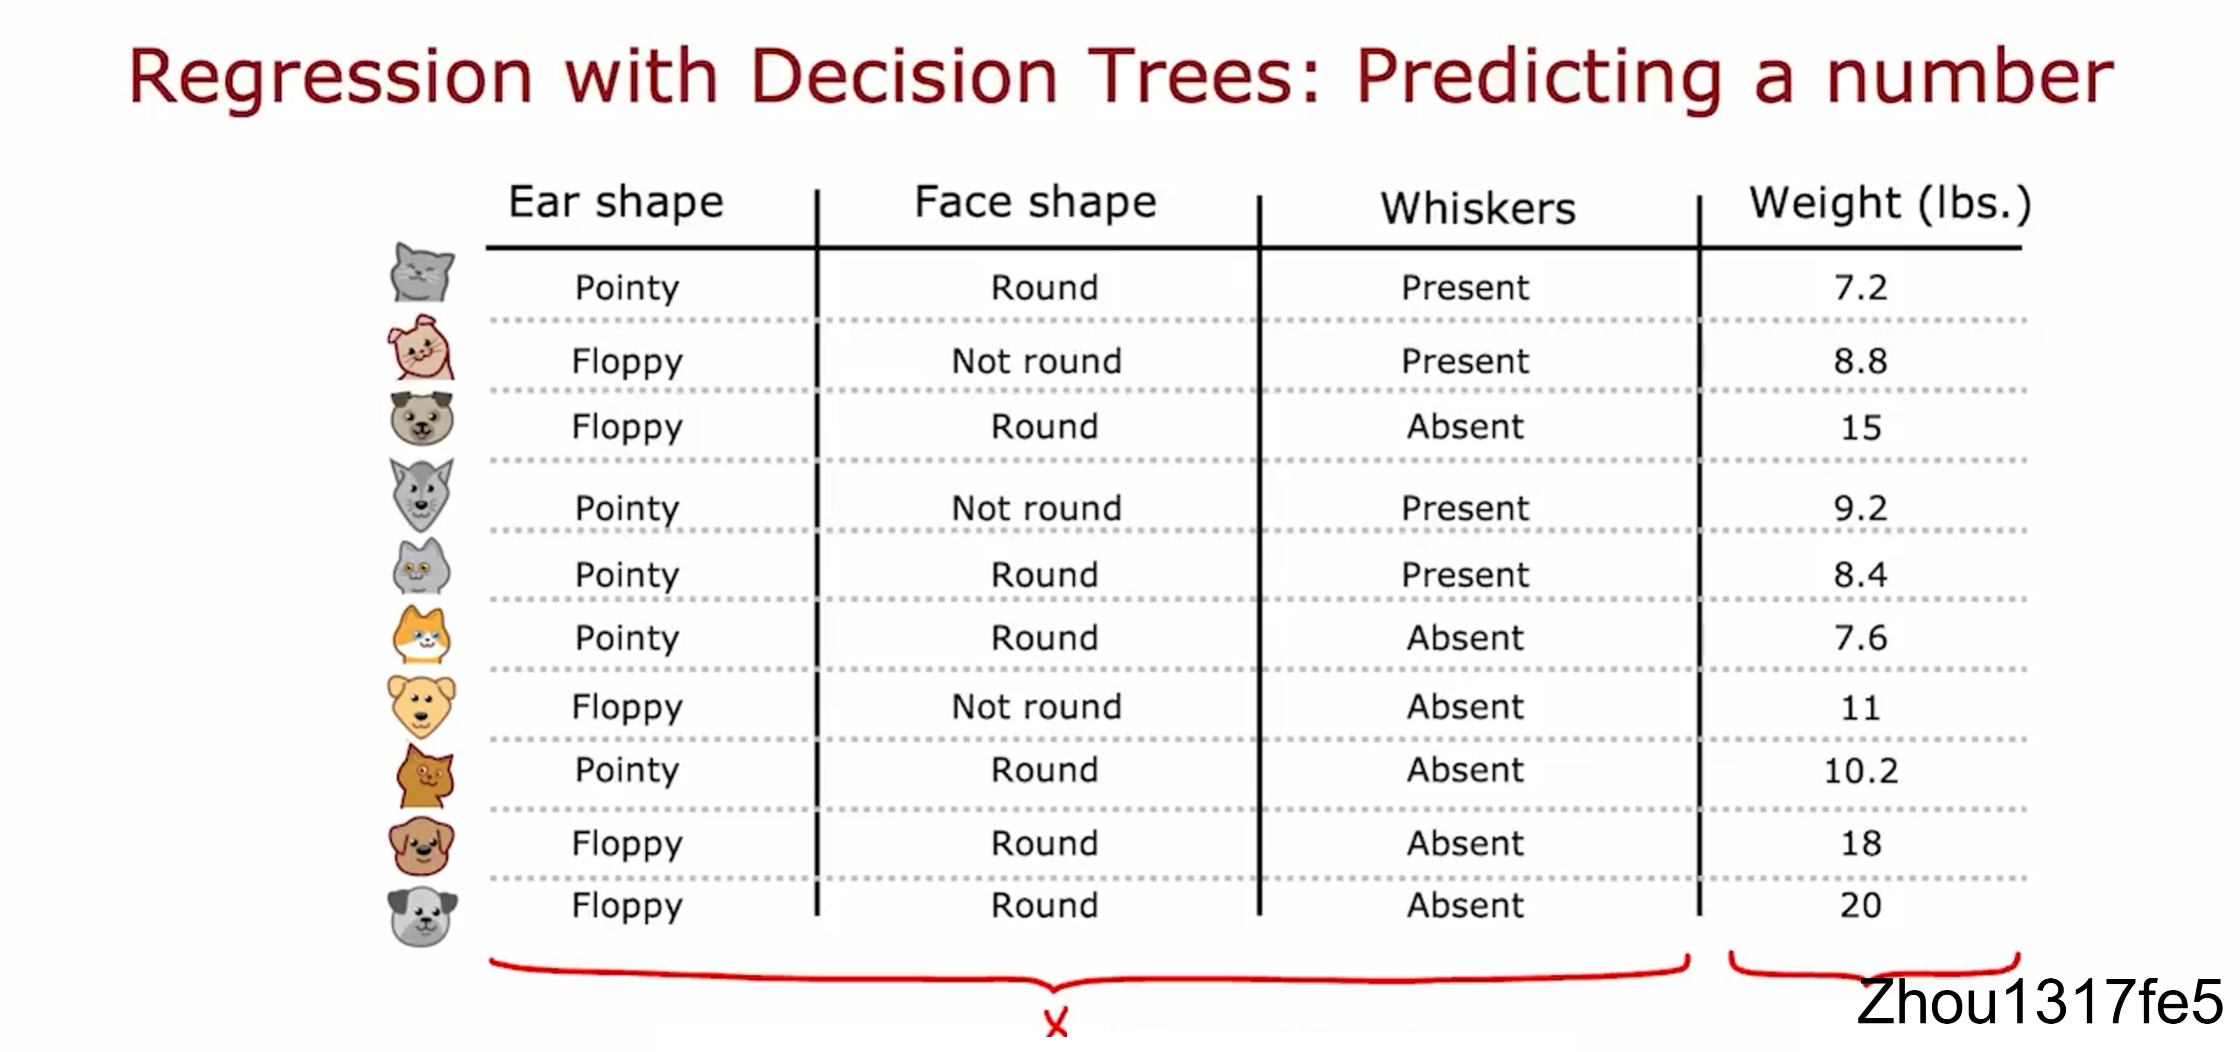 Regression with Decision Trees: Predicting a number
Ear shape Face shape Whiskers Weight (lbs.)
Pointy Round Present 7.2
Floppy Not round Present 8.8
Floppy Round Absent 15
Pointy Not round Present 9.2
Pointy Round Present 8.4
Pointy Round Absent 7.6
Floppy Not round Absent 11
Pointy Round Absent 10.2
Floppy Round Absent 18
Floppy Round Absent 20
X
Zhou1317fe5